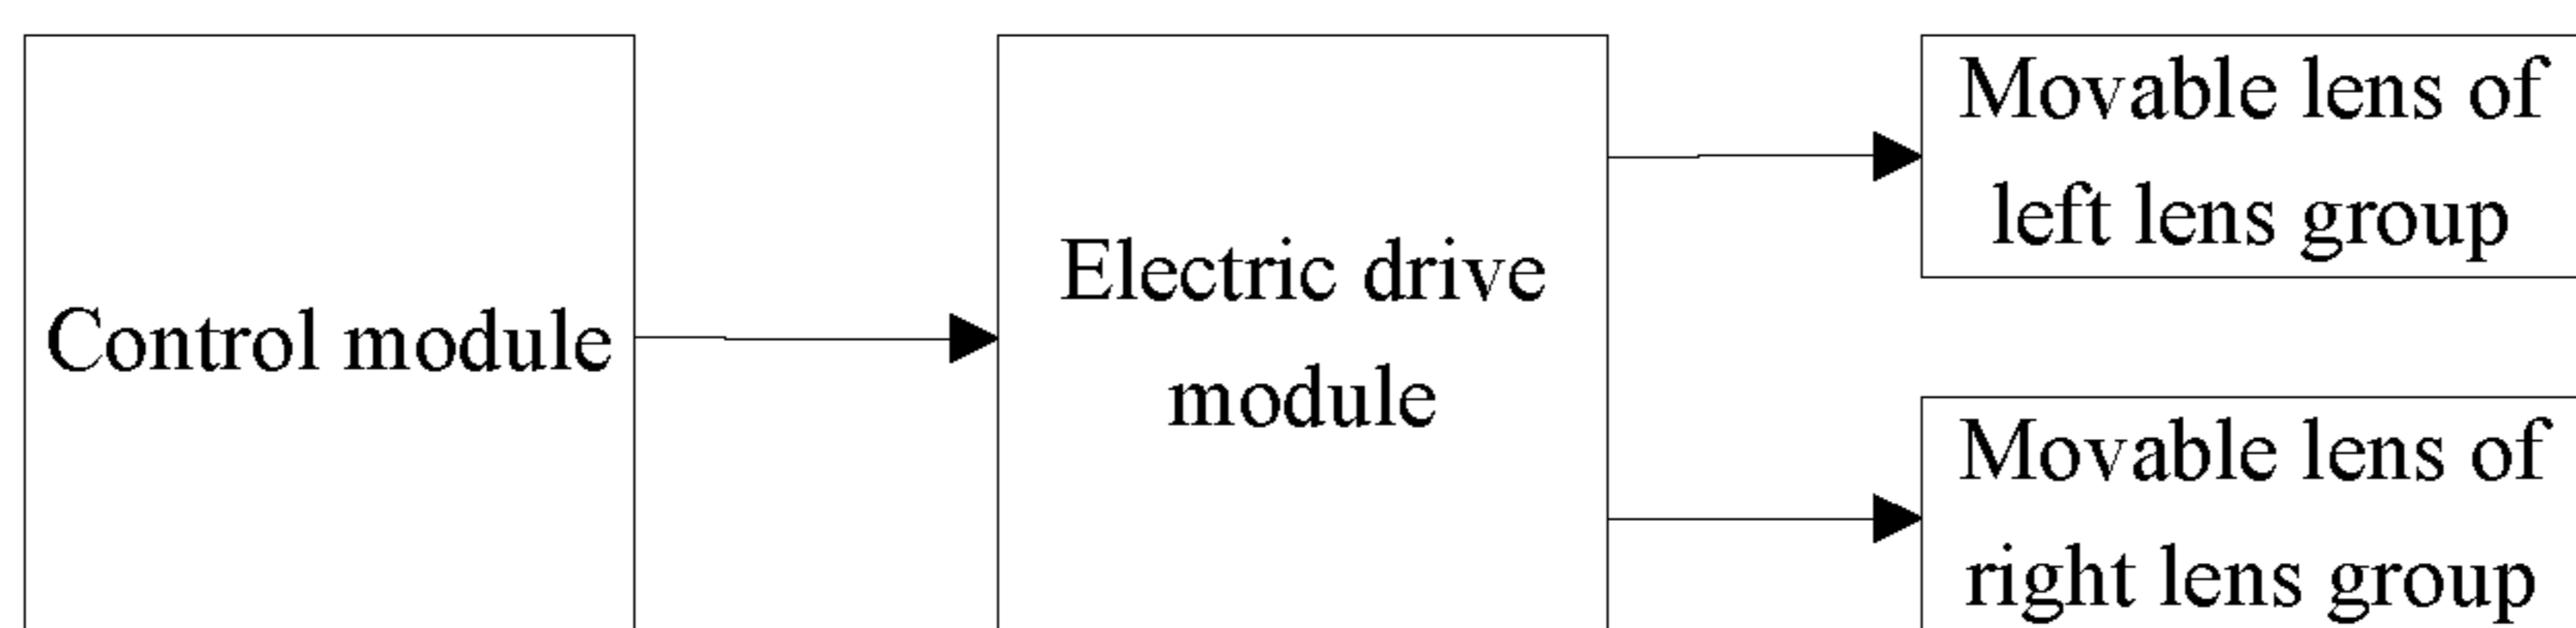 Control module
Electric drive
module
Movable lens of
left lens group
Movable lens of
right lens group